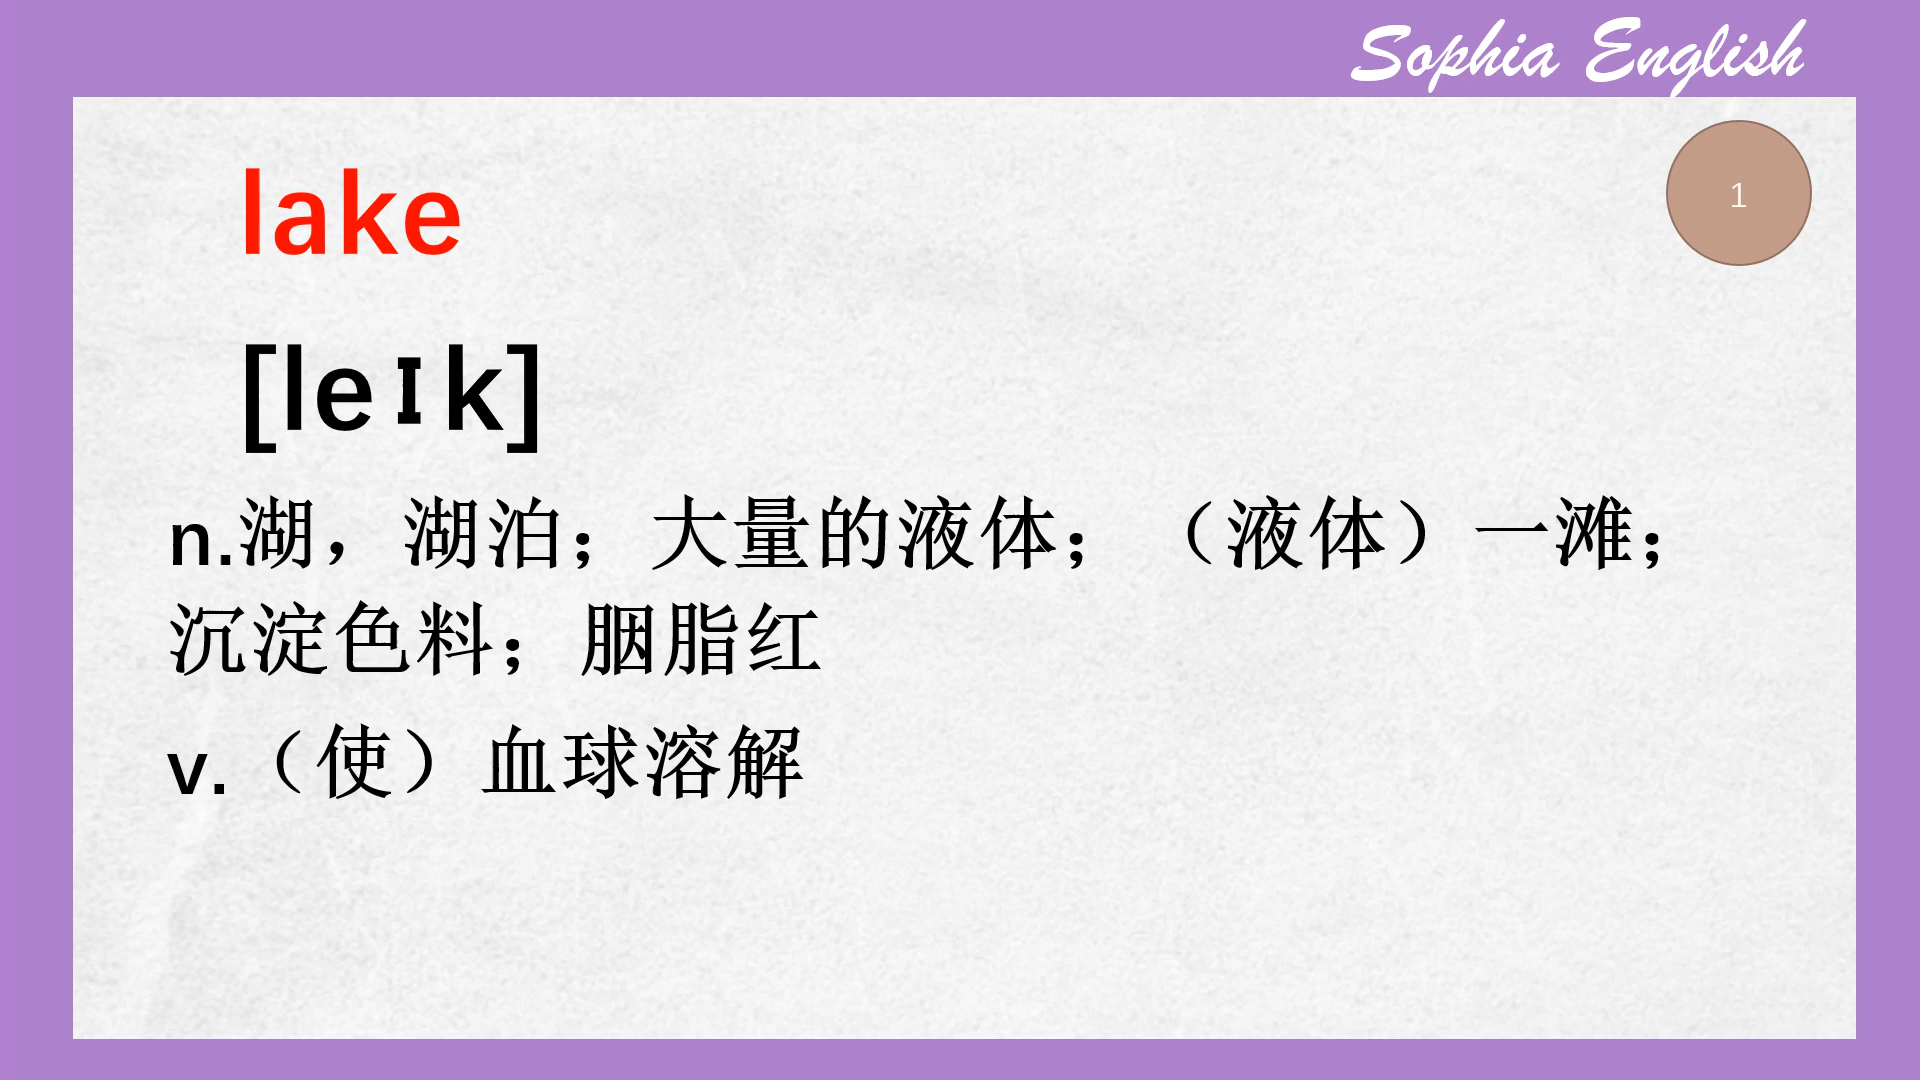 Sophia English
1
lake
[leɪk]
n.湖，湖泊；大量的液体；（液体）一滩；
沉淀色料；胭脂红
v.（使）血球溶解